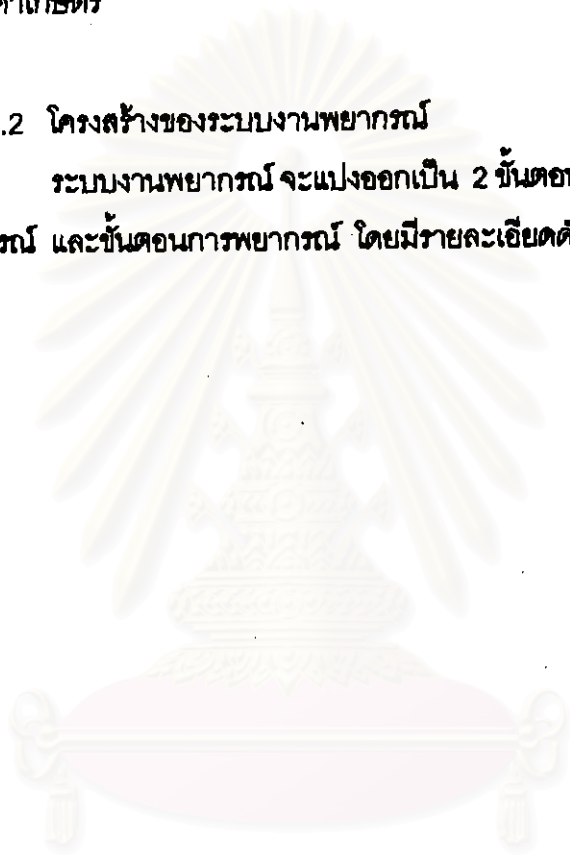 .2 โครงสร้างของระบบงานพยากรณ์
ระบบงานพยากรณ์ จะแปงออกเป็น 2 ขั้นตอน
รณ์ และขั้นตอนการพยากรณ์ โดยมีรายละเอียด